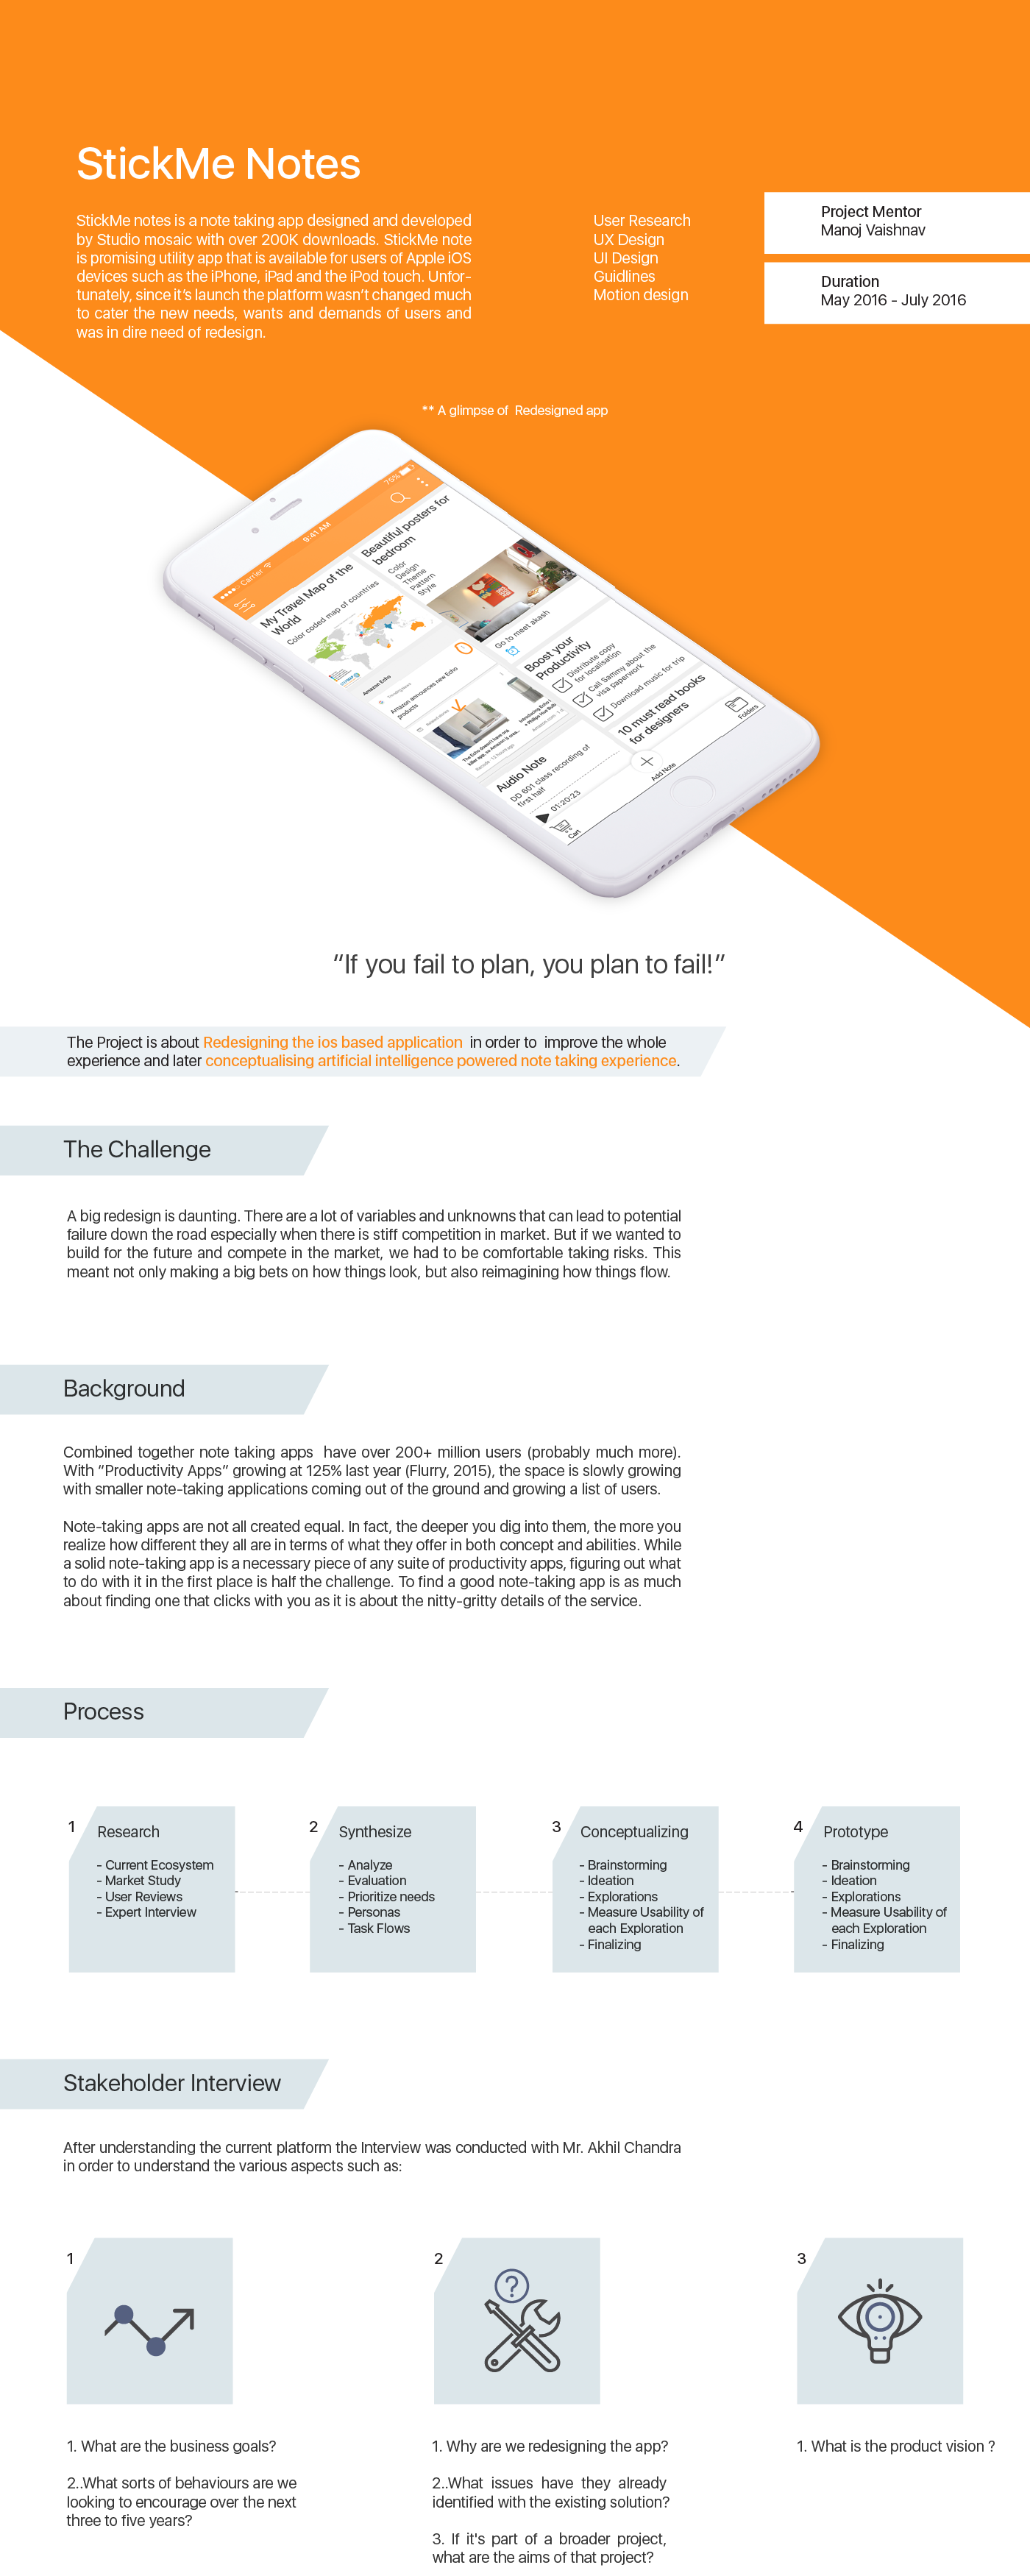 StickMe Notes
StickMe notes is a note taking app designed and developed
by Studio mosaic with over 200K downloads. StickMe note
is promising utility app that is available for users of Apple iOS
devices such as the iPhone, iPad and the iPod touch. Unfor-
tunately, since it's launch the platform wasn't changed much
to cater the new needs, wants and demands of users and
was in dire need of redesign.
User Research
UX Design
UI Design
Guidlines
Motion design
Project Mentor
Manoj Vaishnav
Duration
May 2016 - July 2016
** A glimpse of Redesigned app
Carrier
9:41 AM
75%
My Travel Map of the
World
Color coded map of countries
Beautiful posters for
bedroom
Color
Design
Theme
Pattern
Style
Amazon Echo
Amazon announces new Echo
products
Go to meet akash
Boost your
Productivity
Distribute copy
for localisation
Call Sammy about the
visa paperwork
Download music for trip
10 must read books
for designers
Audio Note
DD 601 class recording of
first half
01:20:23
Cart
Add Note
Folders
“If you fail to plan, you plan to fail!”
The Project is about Redesigning the ios based application in order to improve the whole
experience and later conceptualising artificial intelligence powered note taking experience.
The Challenge
A big redesign is daunting. There are a lot of variables and unknowns that can lead to potential
failure down the road especially when there is stiff competition in market. But if we wanted to
build for the future and compete in the market, we had to be comfortable taking risks. This
meant not only making a big bets on how things look, but also reimagining how things flow.
Background
Combined together note taking apps have over 200+ million users (probably much more).
With “Productivity Apps” growing at 125% last year (Flurry, 2015), the space is slowly growing
with smaller note-taking applications coming out of the ground and growing a list of users.
Note-taking apps are not all created equal. In fact, the deeper you dig into them, the more you
realize how different they all are in terms of what they offer in both concept and abilities. While
a solid note-taking app is a necessary piece of any suite of productivity apps, figuring out what
to do with it in the first place is half the challenge. To find a good note-taking app is as much
about finding one that clicks with you as it is about the nitty-gritty details of the service.
Process
1
Research
- Current Ecosystem
- Market Study
- User Reviews
- Expert Interview
2
Synthesize
- Analyze
- Evaluation
- Prioritize needs
- Personas
- Task Flows
3
Conceptualizing
- Brainstorming
- Ideation
- Explorations
- Measure Usability of
each Exploration
- Finalizing
4
Prototype
- Brainstorming
- Ideation
- Explorations
- Measure Usability of
each Exploration
- Finalizing
Stakeholder Interview
After understanding the current platform the Interview was conducted with Mr. Akhil Chandra
in order to understand the various aspects such as:
1
1. What are the business goals?
2..What sorts of behaviours are we
looking to encourage over the next
three to five years?
2
1. Why are we redesigning the app?
2..What issues have they already
identified with the existing solution?
3. If it's part of a broader project,
what are the aims of that project?
3
1. What is the product vision ?